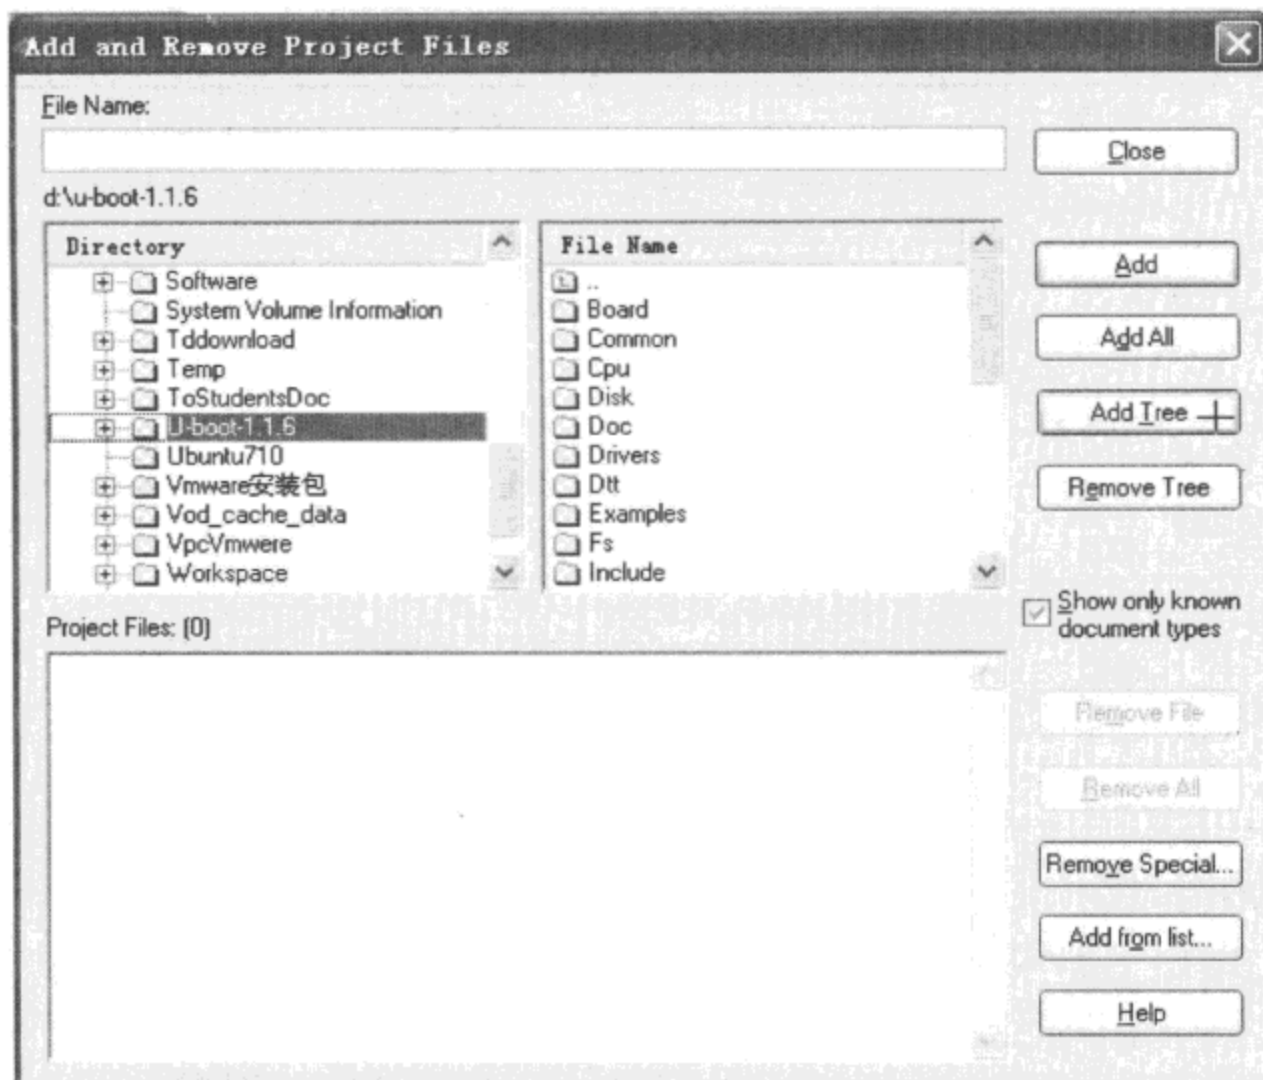 Add and Remove Project Files
File Name:
Close
d:\u-boot-1.1.6
Directory
Software
System Volume Information
Tddownload
Temp
ToStudentsDoc
U-boot-1.1.6
Ubuntu710
Vmware安装包
Vod_cache_data
VpcVmwere
Workspace
File Name
..
Board
Common
Cpu
Disk
Doc
Drivers
Dtt
Examples
Fs
Include
Add
Add All
Add Tree
Remove Tree
Show only known
document types
Project Files: (0)
Remove File
Remove All
Remove Special...
Add from list...
Help